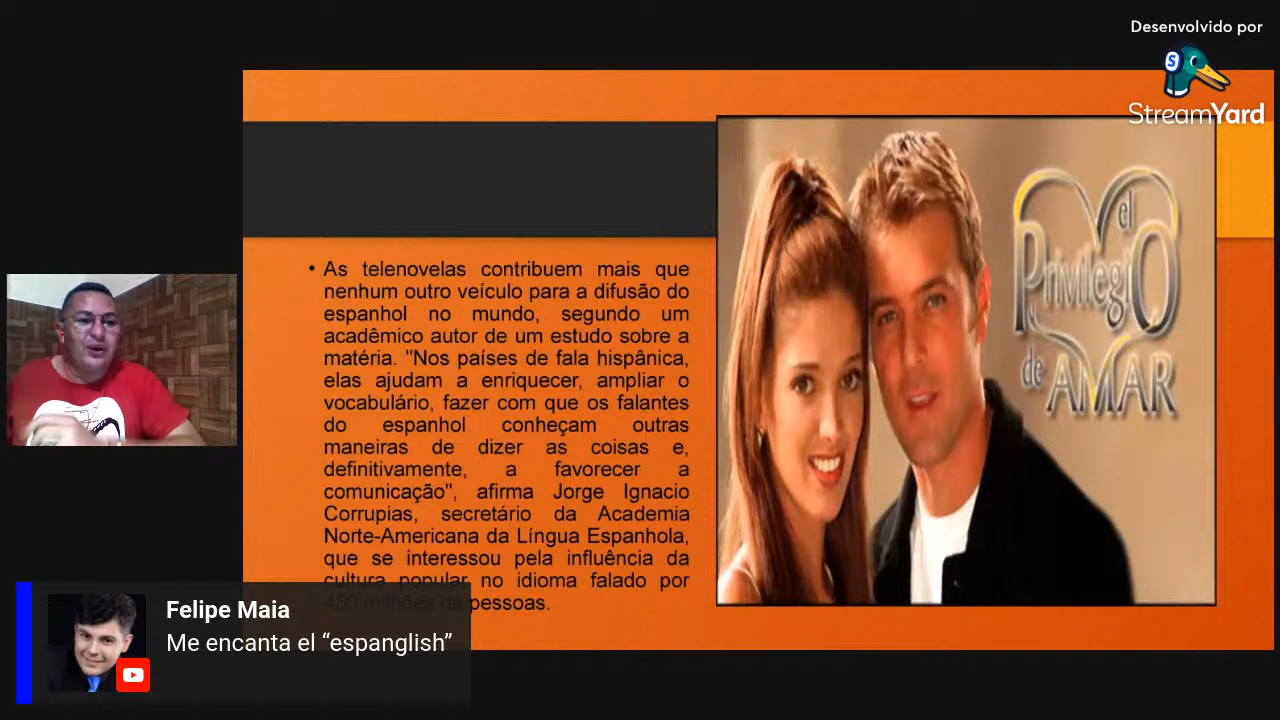 Desenvolvido por
StreamYard
• As telenovelas contribuem mais que
nenhum outro veículo para a difusão do
espanhol no mundo, segundo um
acadêmico autor de um estudo sobre a
matéria. "Nos países de fala hispânica,
elas ajudam a enriquecer, ampliar o
vocabulário, fazer com que os falantes
do espanhol conheçam outras
maneiras de dizer as coisas e,
definitivamente, a favorecer a
comunicação", afirma Jorge Ignacio
Corrupias, secretário da Academia
Norte-Americana da Língua Espanhola,
que se interessou pela influência da
cultura popular no idioma falado por
milhões de pessoas.
el
Privilegio
de AMAR
Felipe Maia
Me encanta el “espanglish”